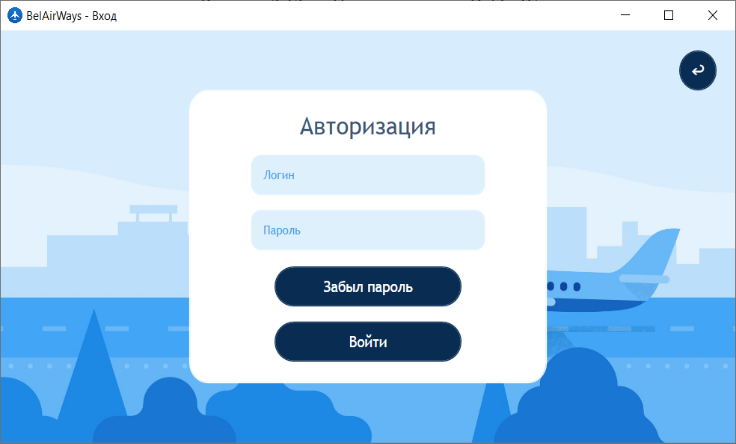 BelAirWays - Вход
Авторизация
Логин
Пароль
Забыл пароль
Войти